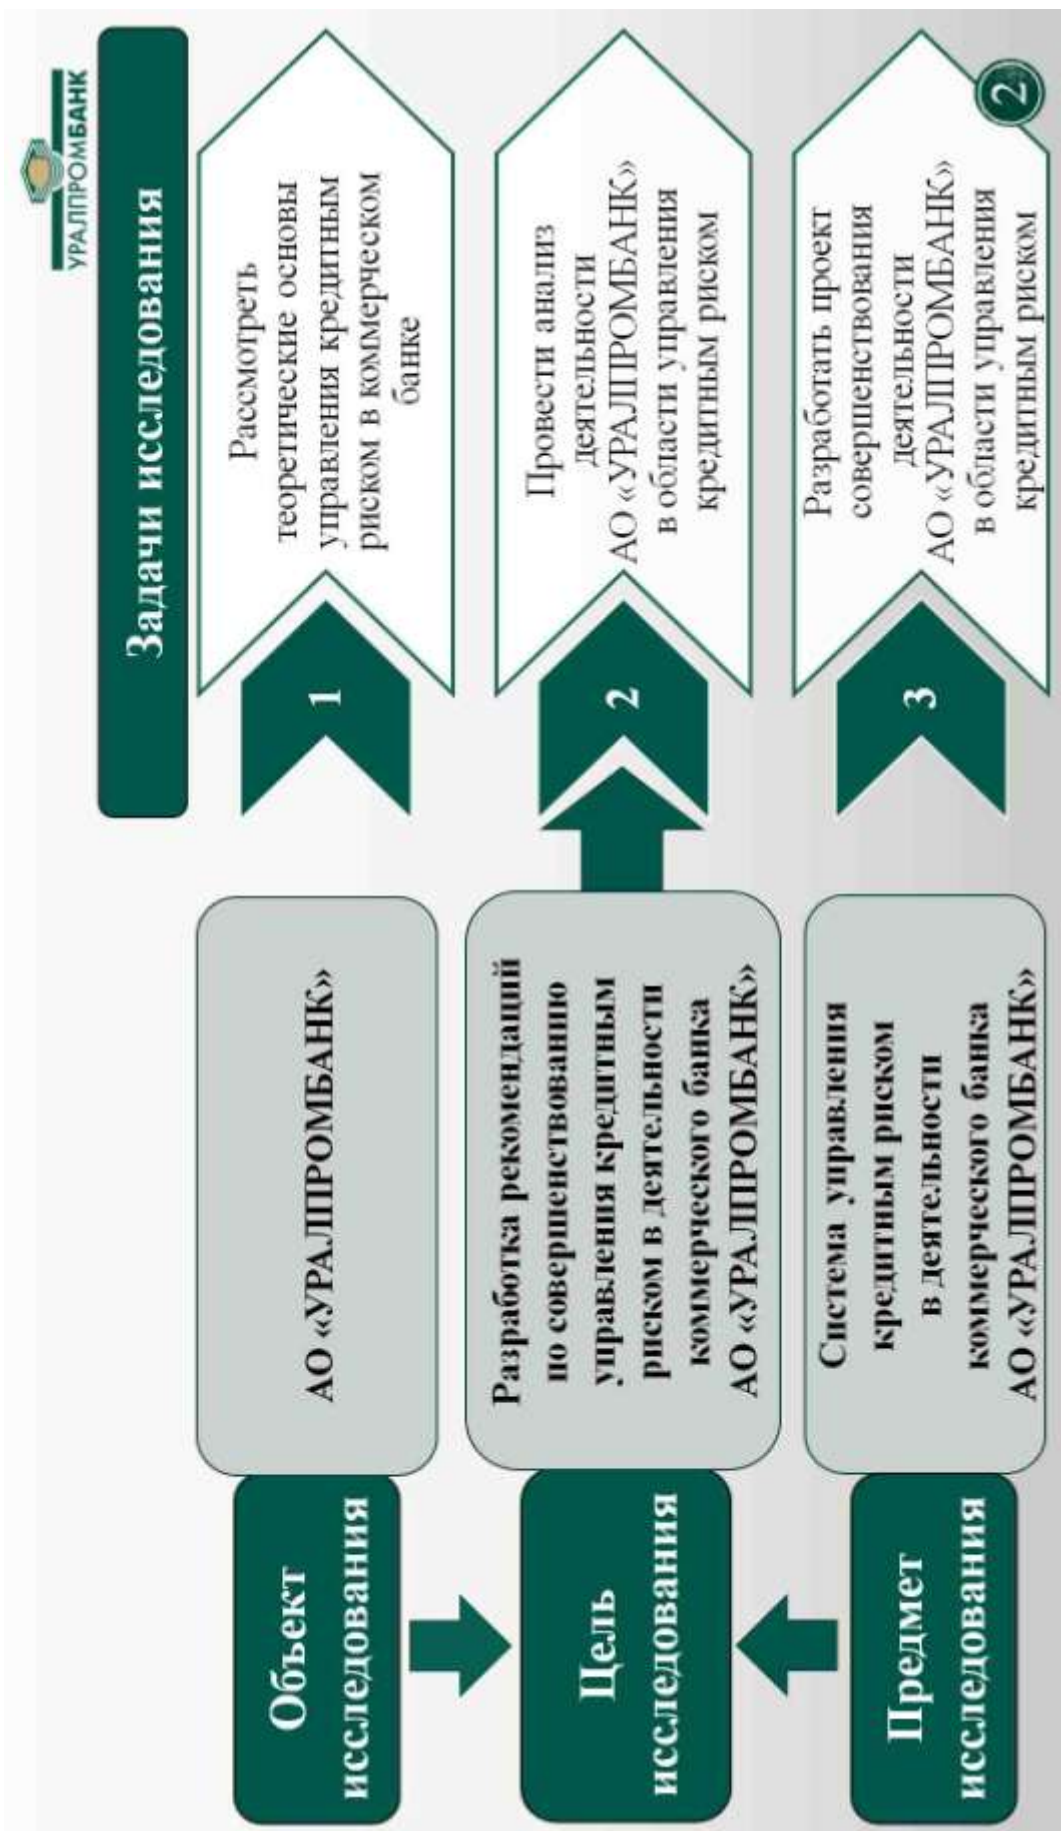 УРАЛПРОМБАНК
Задачи исследования
Объект
исследования
АО «УРАЛПРОМБАНК»
1
Рассмотреть
теоретические основы
управления кредитным
риском в коммерческом
банке
Цель
исследования
Разработка рекомендаций
по совершенствованию
управления кредитным
риском в деятельности
коммерческого банка
АО «УРАЛПРОМБАНК»
2
Провести анализ
деятельности
АО «УРАЛПРОМБАНК»
в области управления
кредитным риском
Предмет
исследования
Система управления
кредитным риском
в деятельности
коммерческого банка
АО «УРАЛПРОМБАНК»
3
Разработать проект
совершенствования
деятельности
АО «УРАЛПРОМБАНК»
в области управления
кредитным риском
2